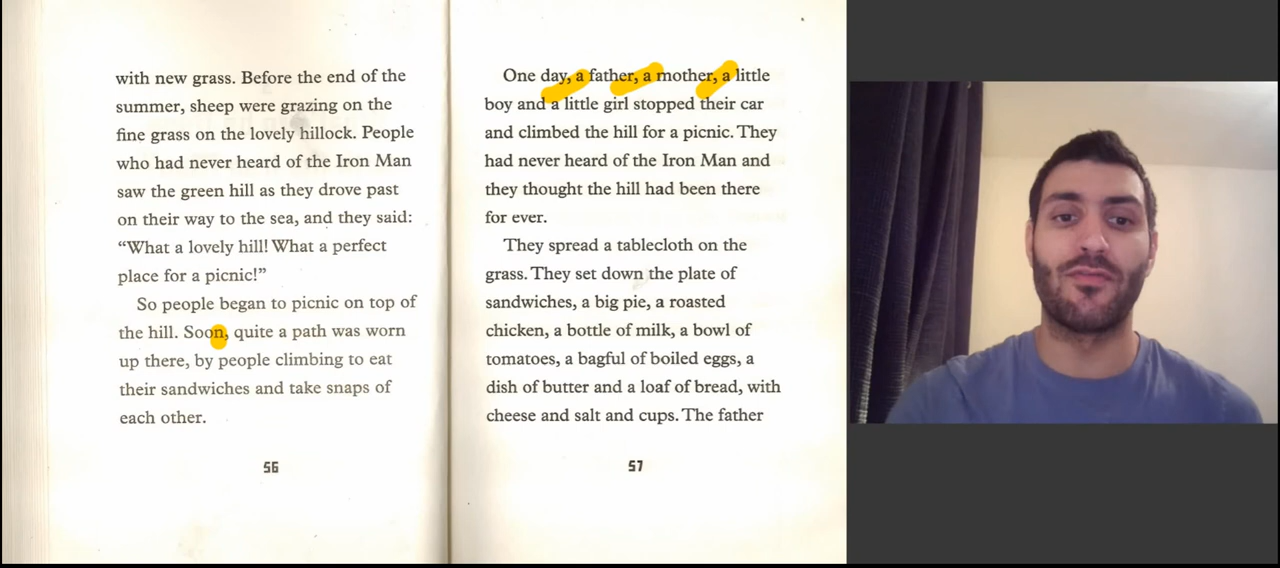 with new grass. Before the end of the
summer, sheep were grazing on the
fine grass on the lovely hillock. People
who had never heard of the Iron Man
saw the green hill as they drove past
on their way to the sea, and they said:
“What a lovely hill! What a perfect
place for a picnic!”
So people began to picnic on top of
the hill. Soon, quite a path was worn
up there, by people climbing to eat
their sandwiches and take snaps of
each other.
56
One day, a father, a mother, a little
boy and a little girl stopped their car
and climbed the hill for a picnic. They
had never heard of the Iron Man and
they thought the hill had been there
for ever.
They spread a tablecloth on the
grass. They set down the plate of
sandwiches, a big pie, a roasted
chicken, a bottle of milk, a bowl of
tomatoes, a bagful of boiled eggs, a
dish of butter and a loaf of bread, with
cheese and salt and cups. The father
57